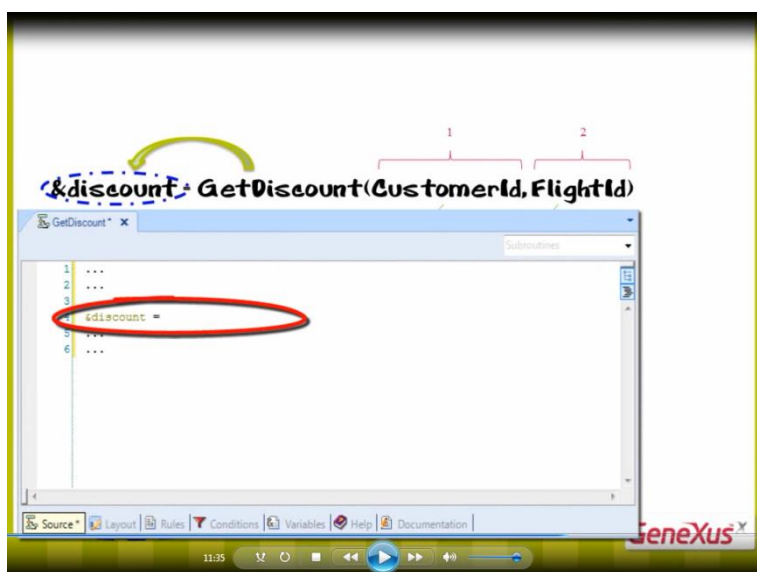 1 2
&discount = GetDiscount(CustomerId, FlightId)
GetDiscount* X
Subroutines
1 ...
2 ...
3
4 &discount =
5 ...
6 ...
Source* Layout Rules Conditions Variables Help Documentation
GeneXus X
11:35